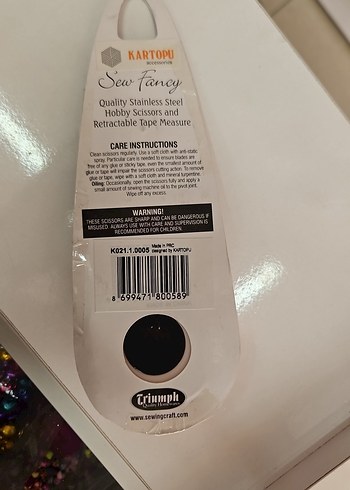 KARTOPU
ACCESSORIES
Sew Fancy
Quality Stainless Steel
Hobby Scissors and
Retractable Tape Measure
CARE INSTRUCTIONS
Clean scissors regularly. Use a soft cloth with anti-static
spray. Particular care is needed to ensure blades are
free of any glue or sticky tape, even the smallest amount of
glue or tape will impair the scissors cutting action. To remove
glue or tape, wipe with a soft cloth and mineral turpentine.
Oiling: Occasionally, open the scissors fully and apply a
small amount of sewing machine oil to the pivot joint.
Wipe off any excess.
WARNING!
THESE SCISSORS ARE SHARP AND CAN BE DANGEROUS IF
MISUSED. ALWAYS USE WITH CARE AND SUPERVISION IS
RECOMMENDED FOR CHILDREN.
K021.1.0005 Made in PRC
Designed by KARTOPU
8 699471 800589
Triumph
Quality Hand Tools
www.sewingcraft.com